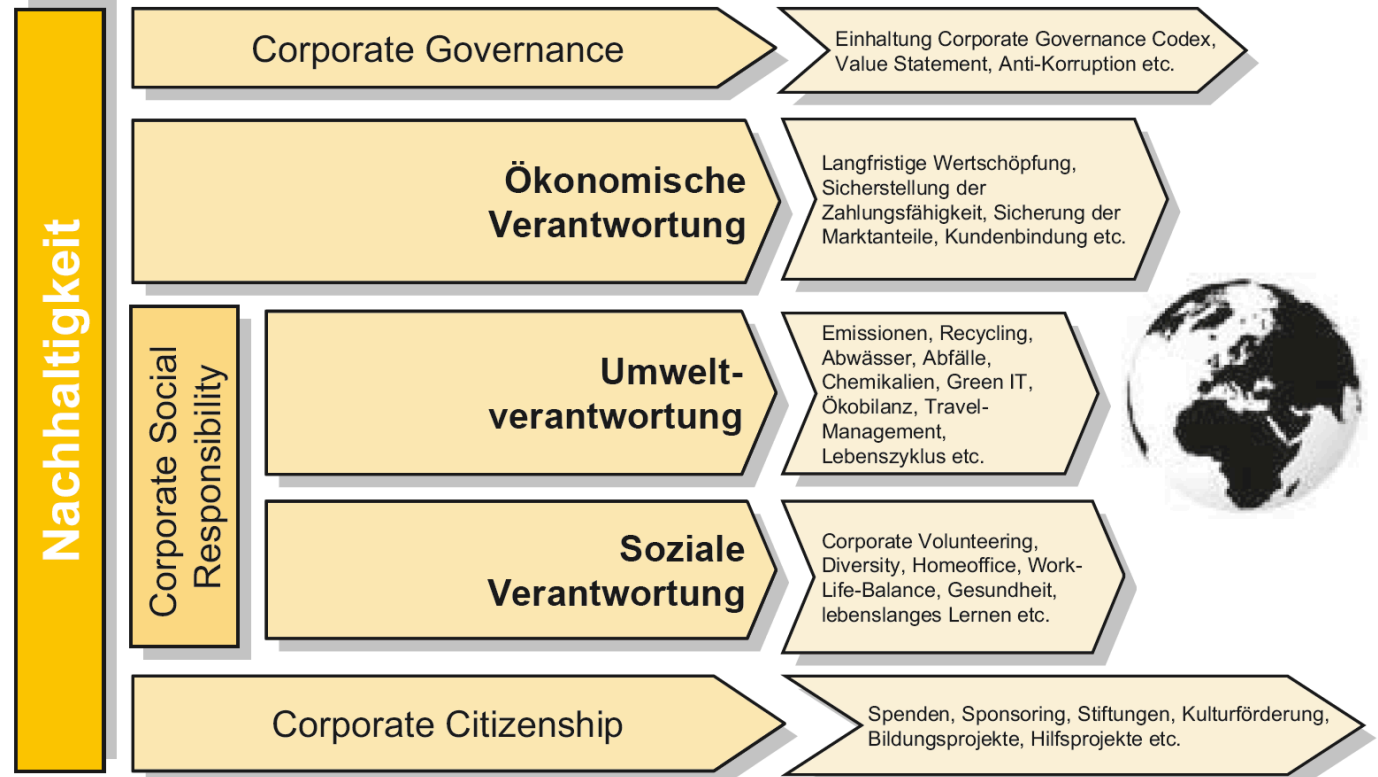 Nachhaltigkeit
Corporate Governance
Einhaltung Corporate Governance Codex,
Value Statement, Anti-Korruption etc.
Ökonomische
Verantwortung
Langfristige Wertschöpfung,
Sicherstellung der
Zahlungsfähigkeit, Sicherung der
Marktanteile, Kundenbindung etc.
Corporate Social
Responsibility
Umwelt-
verantwortung
Emissionen, Recycling,
Abwässer, Abfälle,
Chemikalien, Green IT,
Ökobilanz, Travel-
Management,
Lebenszyklus etc.
Soziale
Verantwortung
Corporate Volunteering,
Diversity, Homeoffice, Work-
Life-Balance, Gesundheit,
lebenslanges Lernen etc.
Corporate Citizenship
Spenden, Sponsoring, Stiftungen, Kulturförderung,
Bildungsprojekte, Hilfsprojekte etc.